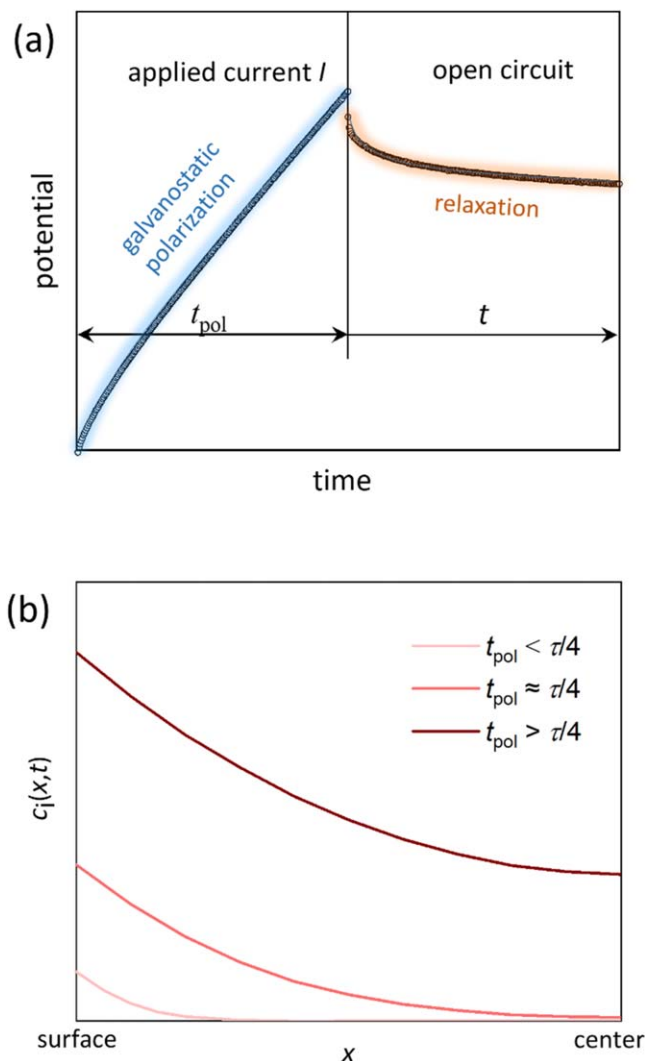 (a)
applied current I
open circuit
galvanostatic
polarization
relaxation
potential
tpol
t
time
(b)
tpol < τ/4
tpol ≈ τ/4
tpol > τ/4
ci(x,t)
surface
x
center